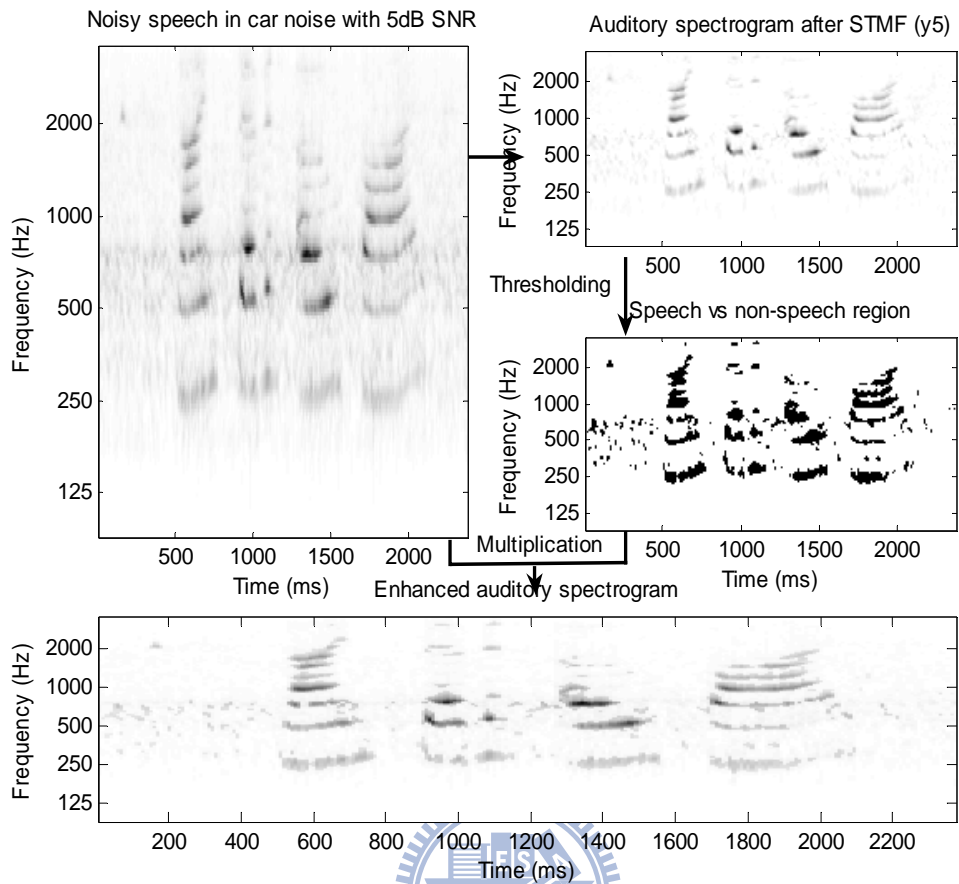 Noisy speech in car noise with 5dB SNR
2000
1000
500
250
125
Frequency (Hz)
500 1000 1500 2000
Time (ms)
Auditory spectrogram after STMF (y5)
2000
1000
500
250
125
Frequency (Hz)
500 1000 1500 2000
Thresholding
Speech vs non-speech region
2000
1000
500
250
125
Frequency (Hz)
500 1000 1500 2000
Time (ms)
Multiplication
Enhanced auditory spectrogram
2000
1000
500
250
125
Frequency (Hz)
200 400 600 800 1000 1200 1400 1600 1800 2000 2200
Time (ms)